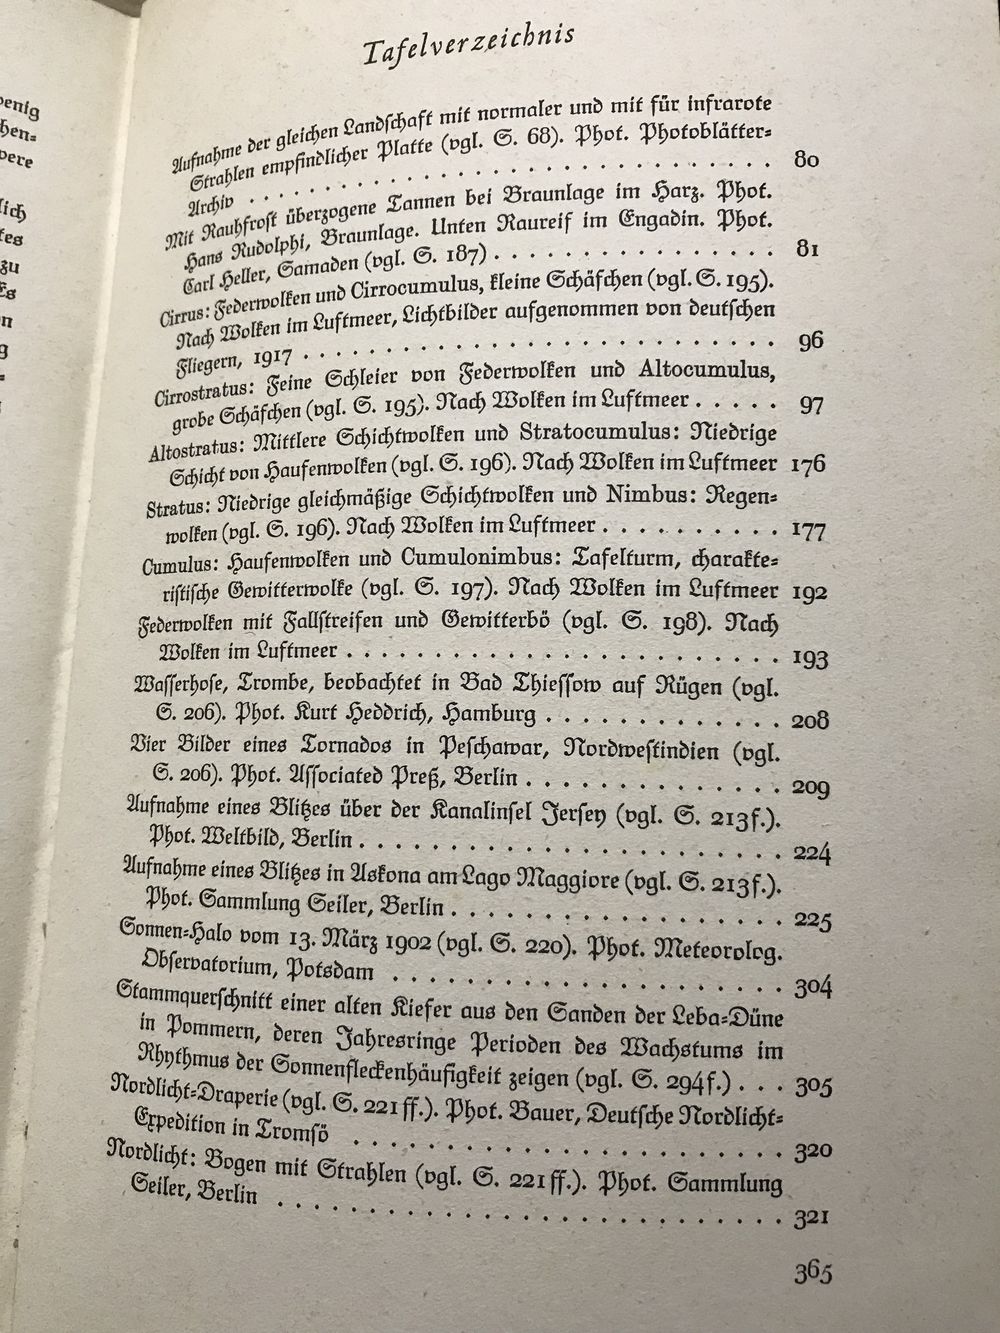 Tafelverzeichnis
Aufnahme der gleichen Landschaft mit normaler und mit für infrarote
Strahlen empfindlicher Platte (vgl. S. 68). Phot. Photoblätter-
Archiv . . . . . . . . . . . . . . . . . . . . . . . . . . . 80
Mit Rauhfrost überzogene Tannen bei Braunlage im Harz. Phot.
Hans Rudolphi, Braunlage. Unten Raureif im Engadin. Phot.
Carl Heller, Samaden (vgl. S. 187) . . . . . . . . . . . . . . . 81
Cirrus: Federwolken und Cirrocumulus, kleine Schäfchen (vgl. S. 195).
Nach Wolken im Luftmeer, Lichtbilder aufgenommen von deutschen
Fliegern, 1917 . . . . . . . . . . . . . . . . . . . . . . . . . 96
Cirrostratus: Feine Schleier von Federwolken und Altocumulus,
grobe Schäfchen (vgl. S. 195). Nach Wolken im Luftmeer . . . . . 97
Altostratus: Mittlere Schichtwolken und Stratocumulus: Niedrige
Schicht von Haufenwolken (vgl. S. 196). Nach Wolken im Luftmeer 176
Stratus: Niedrige gleichmäßige Schichtwolken und Nimbus: Regen-
wolken (vgl. S. 196). Nach Wolken im Luftmeer . . . . . . . . . . 177
Cumulus: Haufenwolken und Cumulonimbus: Tafelturm, charakte-
ristische Gewitterwolke (vgl. S. 197). Nach Wolken im Luftmeer 192
Federwolken mit Fallstreifen und Gewitterbö (vgl. S. 198). Nach
Wolken im Luftmeer . . . . . . . . . . . . . . . . . . . . . . . 193
Wasserhose, Trombe, beobachtet in Bad Thiessow auf Rügen (vgl.
S. 206). Phot. Kurt Heddrich, Hamburg . . . . . . . . . . . . . 208
Vier Bilder eines Tornados in Peschawar, Nordwestindien (vgl.
S. 206). Phot. Associated Preß, Berlin . . . . . . . . . . . . . 209
Aufnahme eines Blitzes über der Kanalinsel Jersey (vgl. S. 213f.).
Phot. Weltbild, Berlin . . . . . . . . . . . . . . . . . . . . . . 224
Aufnahme eines Blitzes in Askona am Lago Maggiore (vgl. S. 213f.).
Phot. Sammlung Seiler, Berlin . . . . . . . . . . . . . . . . . . 225
Sonnen-Halo vom 13. März 1902 (vgl. S. 220). Phot. Meteorolog.
Observatorium, Potsdam . . . . . . . . . . . . . . . . . . . . . 304
Stammquerschnitt einer alten Kiefer aus den Sanden der Leba-Düne
in Pommern, deren Jahresringe Perioden des Wachstums im
Rhythmus der Sonnenfleckenhäufigkeit zeigen (vgl. S. 294f.) . . . 305
Nordlicht-Draperie (vgl. S. 221ff.). Phot. Bauer, Deutsche Nordlicht-
Expedition in Tromsö . . . . . . . . . . . . . . . . . . . . . . 320
Nordlicht: Bogen mit Strahlen (vgl. S. 221ff.). Phot. Sammlung
Seiler, Berlin . . . . . . . . . . . . . . . . . . . . . . . . . . 321
365